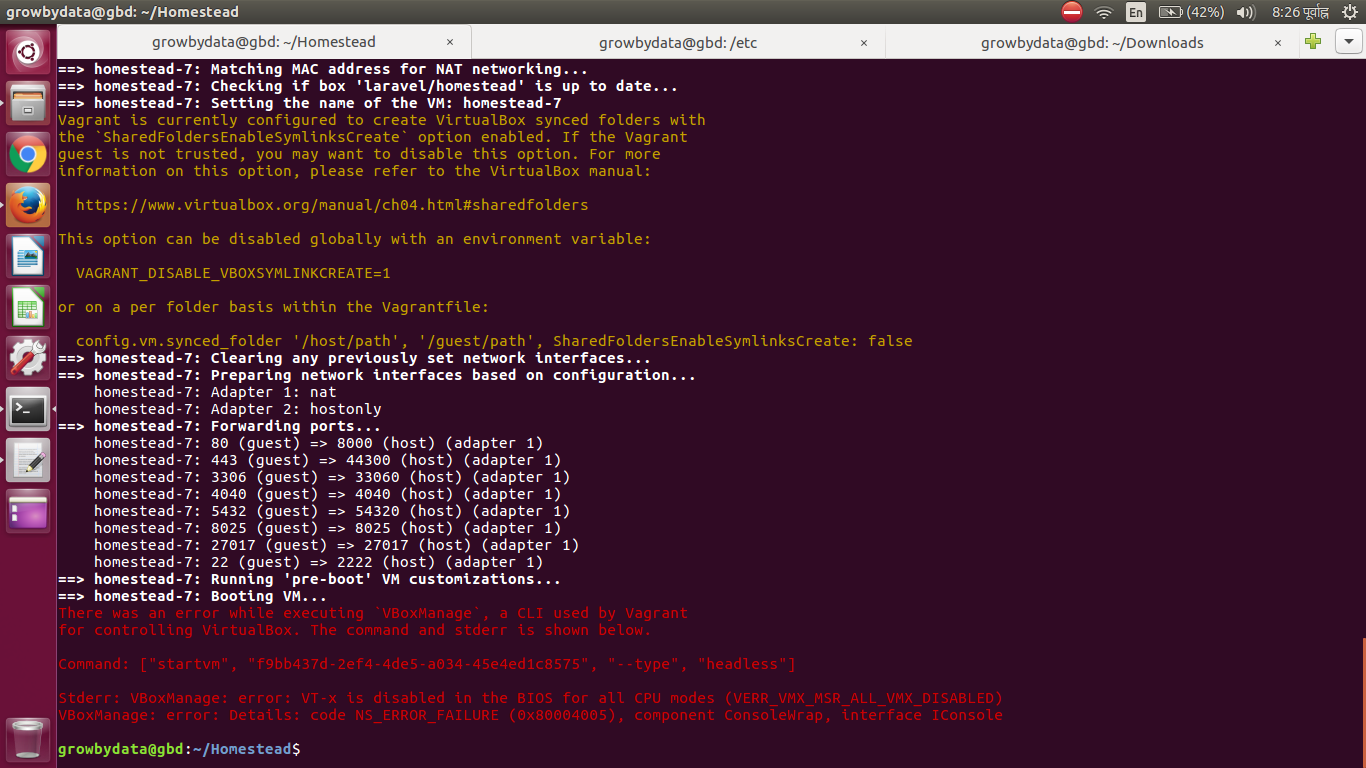 growbydata@gbd: ~/Homestead
En
(42%)
8:26 पूर्वाह्न
growbydata@gbd: ~/Homestead ×
growbydata@gbd: /etc ×
growbydata@gbd: ~/Downloads ×
==> homestead-7: Matching MAC address for NAT networking...
==> homestead-7: Checking if box 'laravel/homestead' is up to date...
==> homestead-7: Setting the name of the VM: homestead-7
Vagrant is currently configured to create VirtualBox synced folders with
the `SharedFoldersEnableSymlinksCreate` option enabled. If the Vagrant
guest is not trusted, you may want to disable this option. For more
information on this option, please refer to the VirtualBox manual:
https://www.virtualbox.org/manual/ch04.html#sharedfolders
This option can be disabled globally with an environment variable:
VAGRANT_DISABLE_VBOXSYMLINKCREATE=1
or on a per folder basis within the Vagrantfile:
config.vm.synced_folder '/host/path', '/guest/path', SharedFoldersEnableSymlinksCreate: false
==> homestead-7: Clearing any previously set network interfaces...
==> homestead-7: Preparing network interfaces based on configuration...
homestead-7: Adapter 1: nat
homestead-7: Adapter 2: hostonly
==> homestead-7: Forwarding ports...
homestead-7: 80 (guest) => 8000 (host) (adapter 1)
homestead-7: 443 (guest) => 44300 (host) (adapter 1)
homestead-7: 3306 (guest) => 33060 (host) (adapter 1)
homestead-7: 4040 (guest) => 4040 (host) (adapter 1)
homestead-7: 5432 (guest) => 54320 (host) (adapter 1)
homestead-7: 8025 (guest) => 8025 (host) (adapter 1)
homestead-7: 27017 (guest) => 27017 (host) (adapter 1)
homestead-7: 22 (guest) => 2222 (host) (adapter 1)
==> homestead-7: Running 'pre-boot' VM customizations...
==> homestead-7: Booting VM...
There was an error while executing `VBoxManage`, a CLI used by Vagrant
for controlling VirtualBox. The command and stderr is shown below.
Command: ["startvm", "f9bb437d-2ef4-4de5-a034-45e4ed1c8575", "--type", "headless"]
Stderr: VBoxManage: error: VT-x is disabled in the BIOS for all CPU modes (VERR_VMX_MSR_ALL_VMX_DISABLED)
VBoxManage: error: Details: code NS_ERROR_FAILURE (0x80004005), component ConsoleWrap, interface IConsole
growbydata@gbd:~/Homestead$